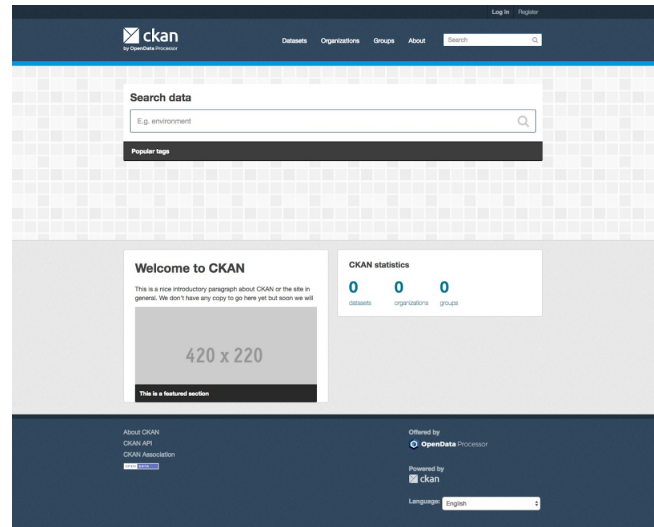 Log in Register
ckan
by OpenData Processor
Datasets Organizations Groups About Search
Search data
E.g. environment
Popular tags
Welcome to CKAN
This is a nice introductory paragraph about CKAN or the site in
general. We don't have any copy to go here yet but soon we will
420 x 220
This is a featured section
CKAN statistics
0 0 0
datasets organizations groups
About CKAN
CKAN API
CKAN Association
OPEN DATA
Offered by
OpenData Processor
Powered by
ckan
Language: English